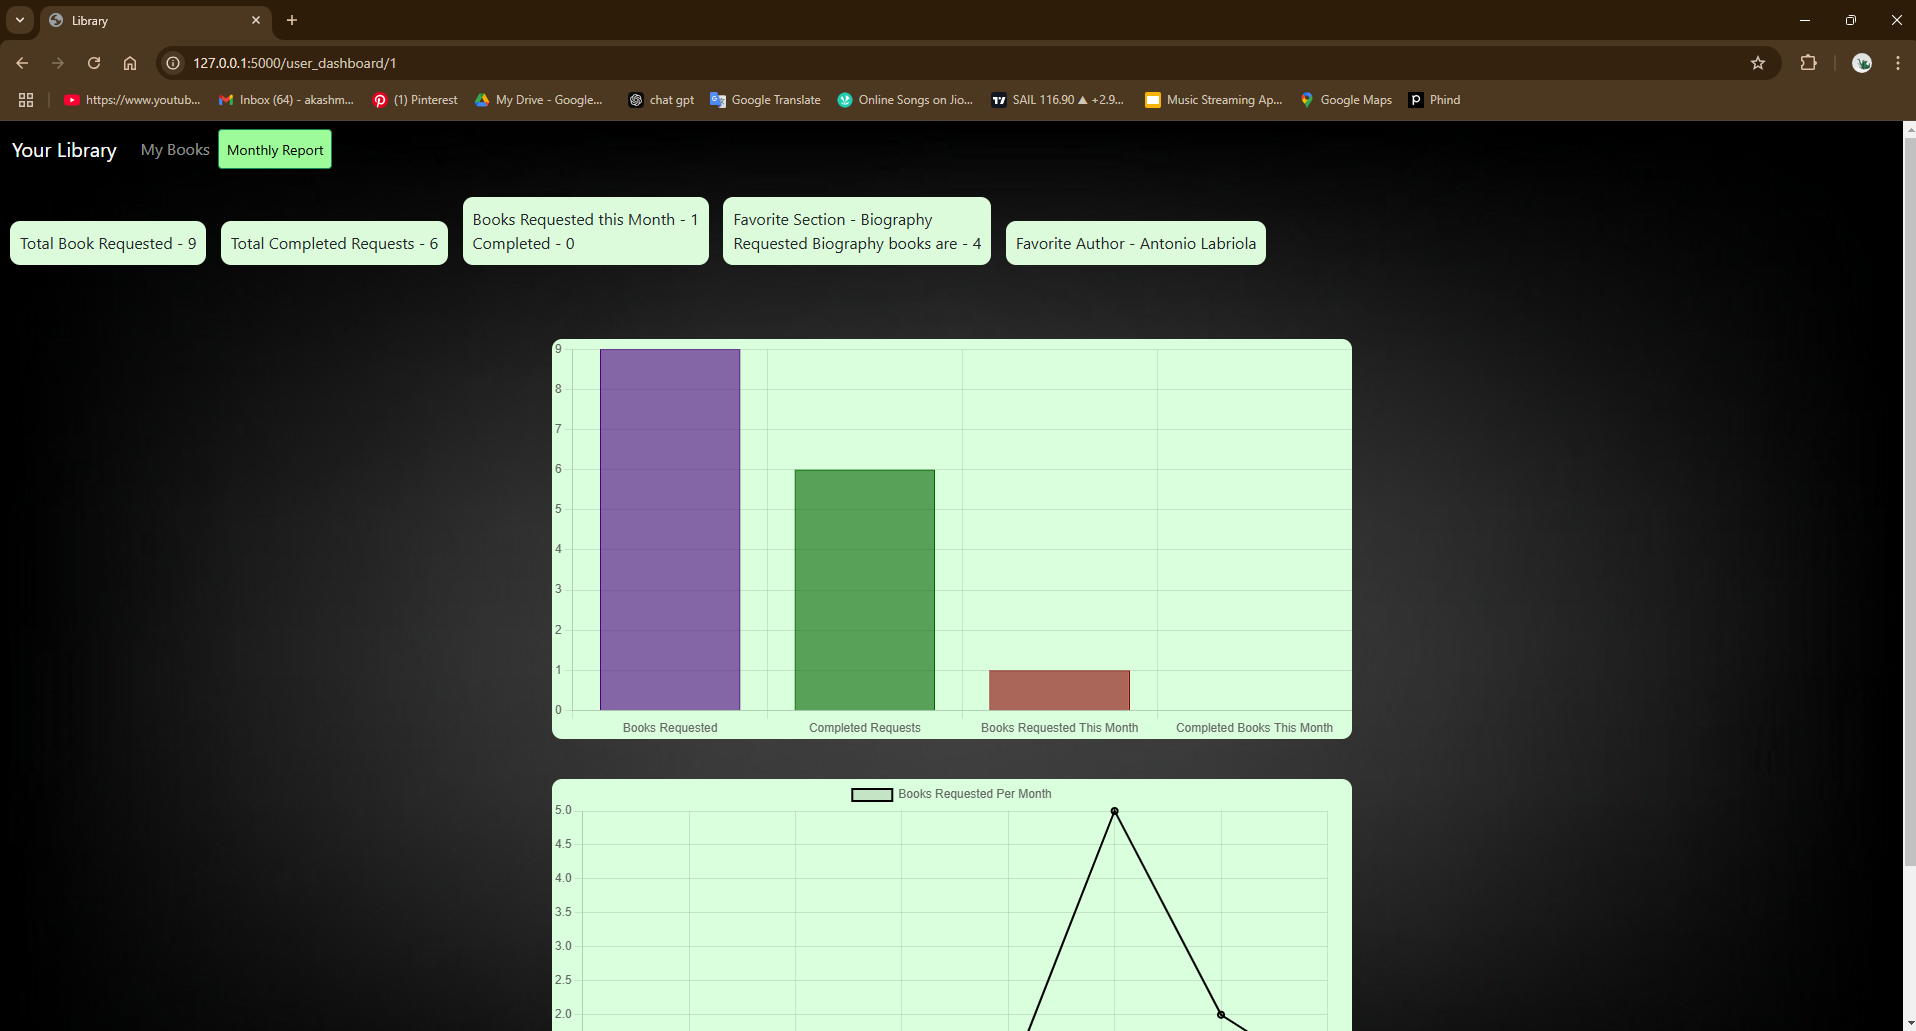 Library
127.0.0.1:5000/user_dashboard/1
https://www.youtub...
Inbox (64) - akashm...
(1) Pinterest
My Drive - Google...
chat gpt
Google Translate
Online Songs on Jio...
SAIL 116.90 ▲ +2.9...
Music Streaming Ap...
Google Maps
Phind
Your Library
My Books
Monthly Report
Total Book Requested - 9
Total Completed Requests - 6
Books Requested this Month - 1
Completed - 0
Favorite Section - Biography
Requested Biography books are - 4
Favorite Author - Antonio Labriola
9
8
7
6
5
4
3
2
1
0
Books Requested
Completed Requests
Books Requested This Month
Completed Books This Month
Books Requested Per Month
5.0
4.5
4.0
3.5
3.0
2.5
2.0